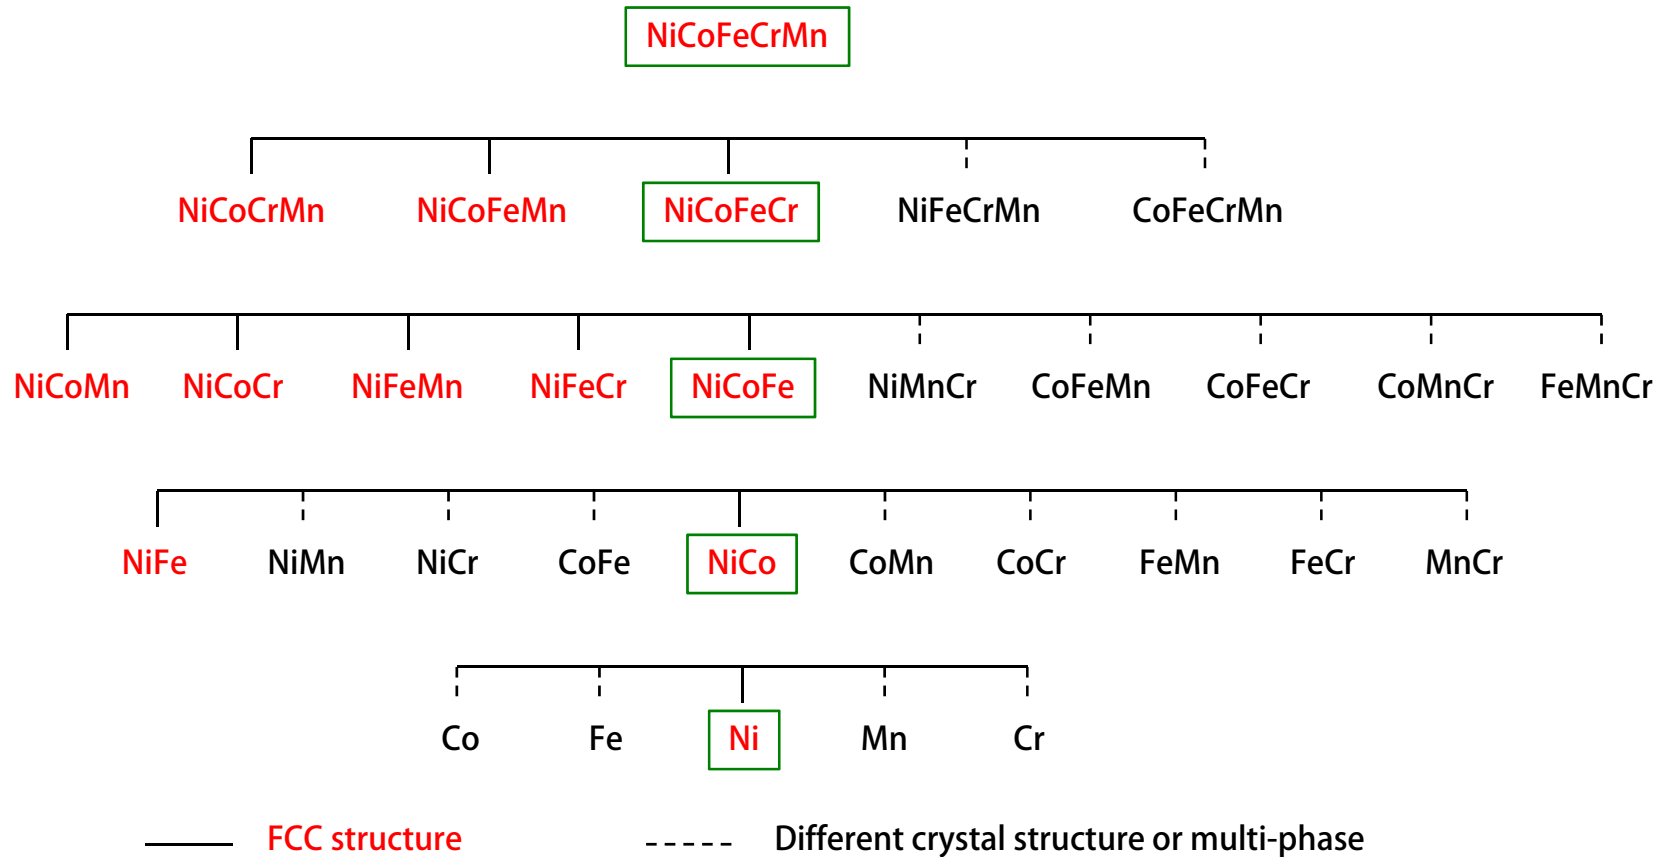 NiCoFeCrMn
NiCoCrMn NiCoFeMn NiCoFeCr NiFeCrMn CoFeCrMn
NiCoMn NiCoCr NiFeMn NiFeCr NiCoFe NiMnCr CoFeMn CoFeCr CoMnCr FeMnCr
NiFe NiMn NiCr CoFe NiCo CoMn CoCr FeMn FeCr MnCr
Co Fe Ni Mn Cr
FCC structure Different crystal structure or multi-phase